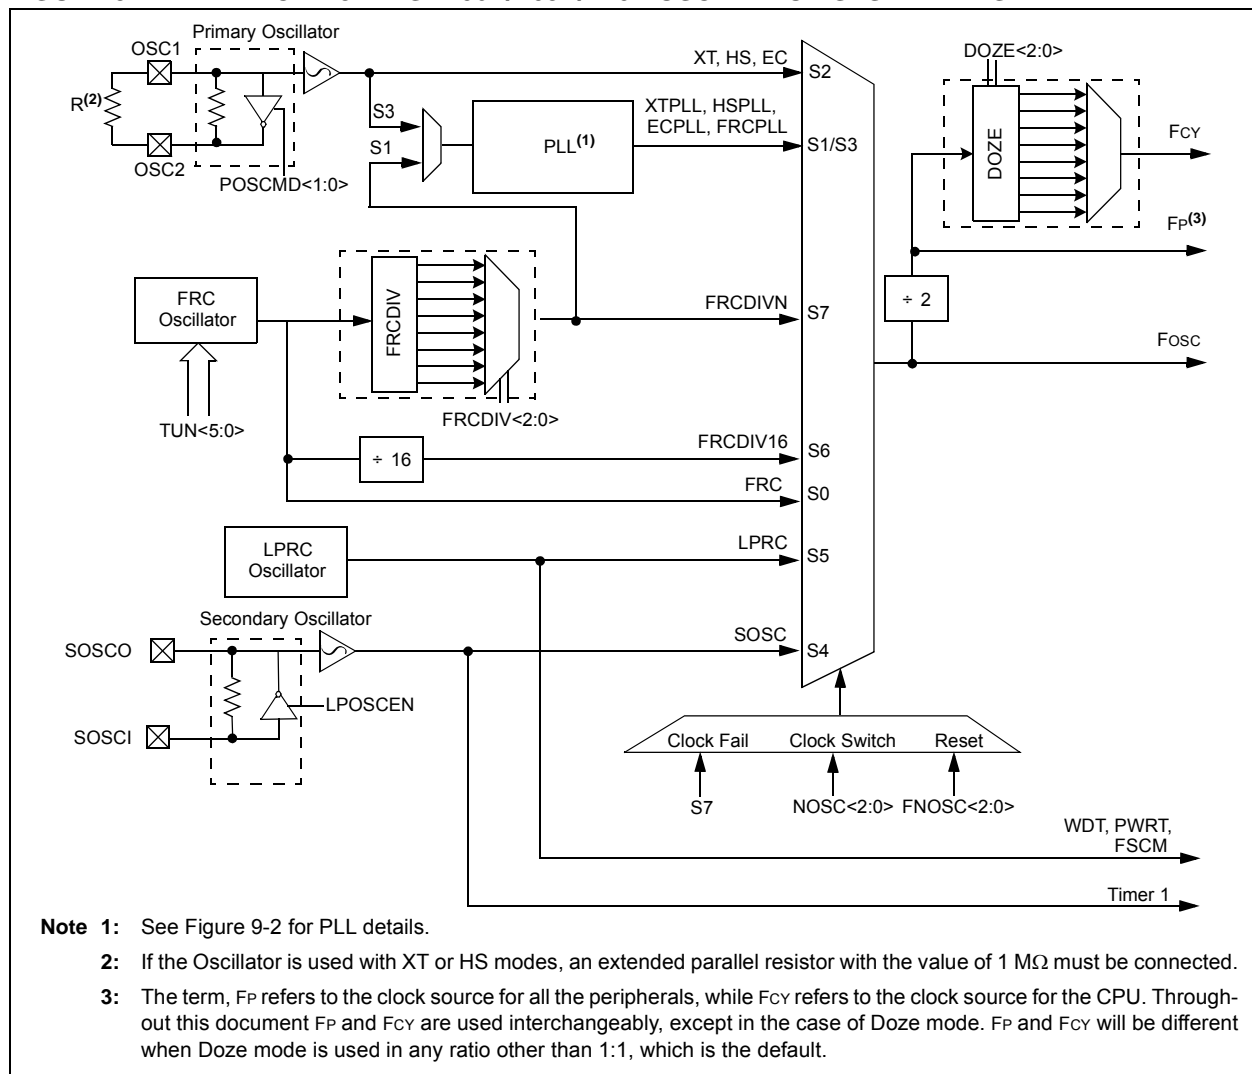 Primary Oscillator
OSC1
R(2)
OSC2
POSCMD<1:0>
S3
S1
PLL(1)
XT, HS, EC
XTPLL, HSPLL,
ECPLL, FRCPLL
S2
S1/S3
DOZE<2:0>
DOZE
FCY
FP(3)
÷ 2
FOSC
FRC
Oscillator
TUN<5:0>
FRCDIV
FRCDIV<2:0>
FRCDIVN
S7
÷ 16
FRCDIV16
S6
FRC
S0
LPRC
Oscillator
LPRC
S5
Secondary Oscillator
SOSCO
SOSCI
LPOSCEN
SOSC
S4
Clock Fail
Clock Switch
Reset
S7
NOSC<2:0>
FNOSC<2:0>
WDT, PWRT,
FSCM
Timer 1
Note 1: See Figure 9-2 for PLL details.
2: If the Oscillator is used with XT or HS modes, an extended parallel resistor with the value of 1 MΩ must be connected.
3: The term, FP refers to the clock source for all the peripherals, while FCY refers to the clock source for the CPU. Through-
out this document FP and FCY are used interchangeably, except in the case of Doze mode. FP and FCY will be different
when Doze mode is used in any ratio other than 1:1, which is the default.